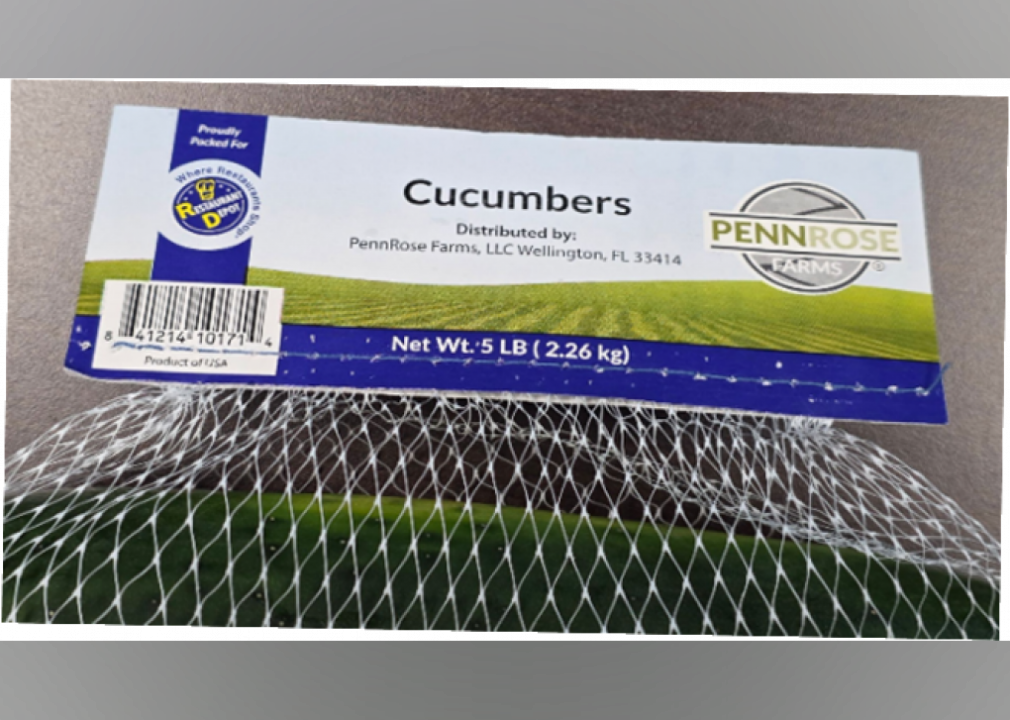 Proudly
Packed For
Where Restaurants Shop
RESTAURANT
DEPOT
Cucumbers
Distributed by:
PennRose Farms, LLC Wellington, FL 33414
PENNROSE
FARMS
®
8 41214 10171 4
Product of USA
Net Wt. 5 LB ( 2.26 kg)